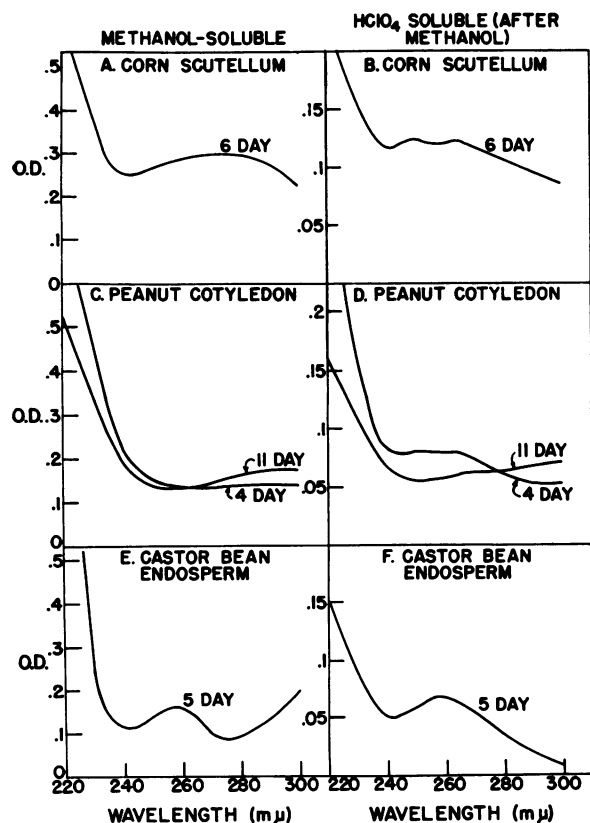 METHANOL-SOLUBLE
HClO4 SOLUBLE (AFTER
METHANOL)
A. CORN SCUTELLUM
.5
.4
.3
O.D.
.2
.1
0
6 DAY
B. CORN SCUTELLUM
.15
.1
.05
6 DAY
C. PEANUT COTYLEDON
.5
.4
O.D. .3
.2
.1
0
11 DAY
4 DAY
D. PEANUT COTYLEDON
.2
.15
.1
.05
11 DAY
4 DAY
E. CASTOR BEAN
ENDOSPERM
.5
.4
.3
O.D.
.2
.1
0
5 DAY
220 240 260 280 300
WAVELENGTH (mμ)
F. CASTOR BEAN
ENDOSPERM
.15
.1
.05
5 DAY
220 240 260 280 300
WAVELENGTH (mμ)